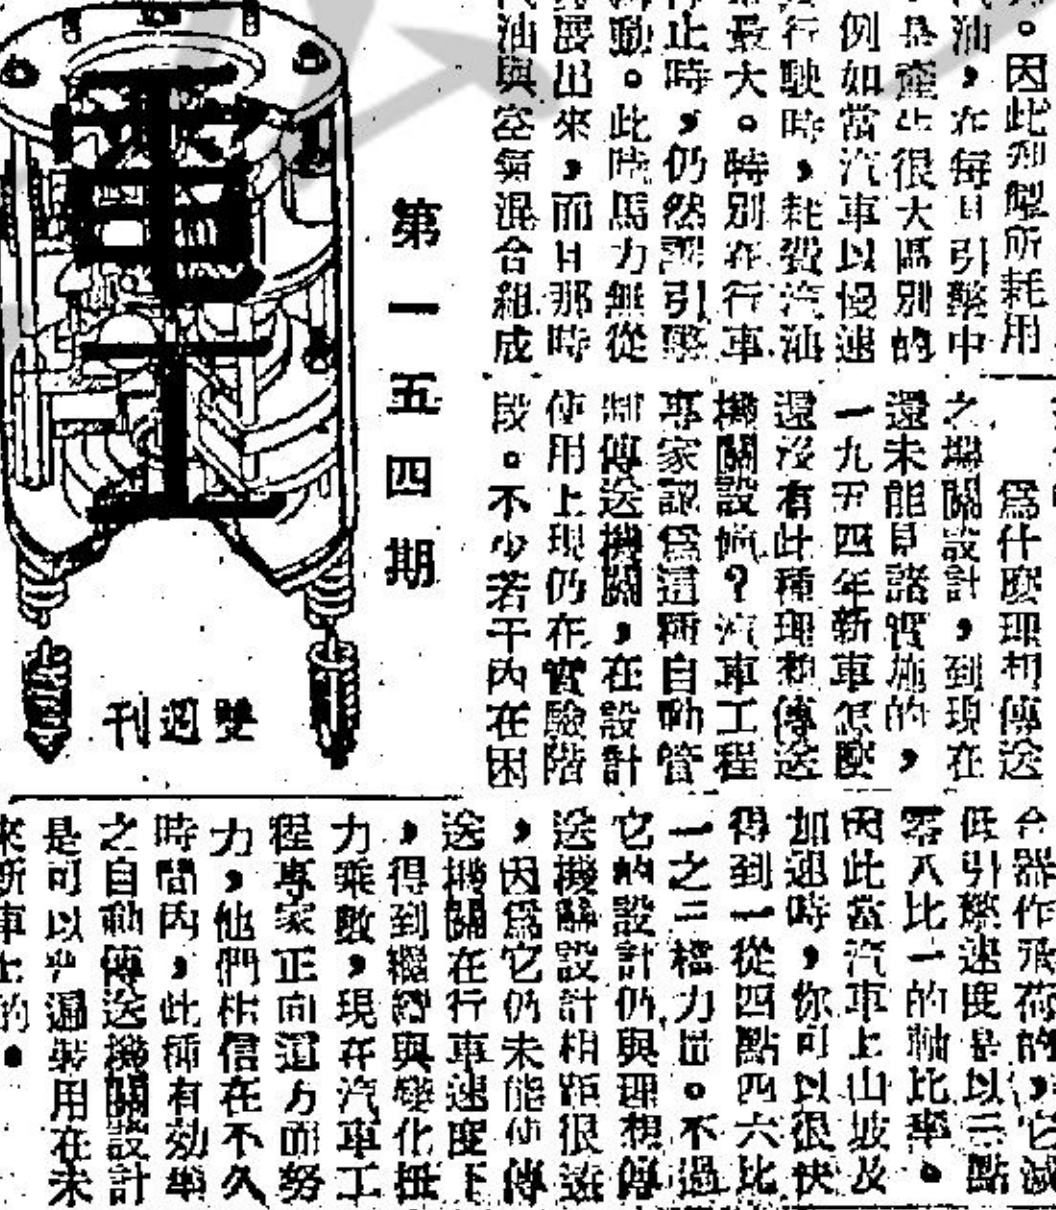 。因此所耗用
油,在每日引擎中
是產生很大區別的
例如當汽車以慢速
行駛時,耗費汽油
最大。特別在行車
止時,仍然引擎
動。此時馬力無從
展出來,而且那時
油與空氣混合組成
爲什麼理想傳送
之機關設計,到現在
還未能見諸實施的,
一九五四年新車怎麼
還沒有此種理想傳送
機關設備?汽車工程
專家認爲這種自動管
制傳送機關,在設計
使用上現仍在實驗階
段。不少若干內在困
第一五四期
雙週刊
合器作承荷的,它減
低引擎速度是以三點
零八比一的軸比率。
因此當汽車上山坡及
加速時,你可以很快
得到一從四點四六比
一之三檔力量。不過
它的設計仍與理想傳
送機關設計相距很遠
,因爲它仍未能使傳
送機關在行車速度下
,得到繼續與變化扭
力乘數,現在汽車工
程專家正向這方面努
力,他們相信在不久
時間內,此種有効率
之自動傳送機關設計
是可以普遍裝用在未
來新車上的。